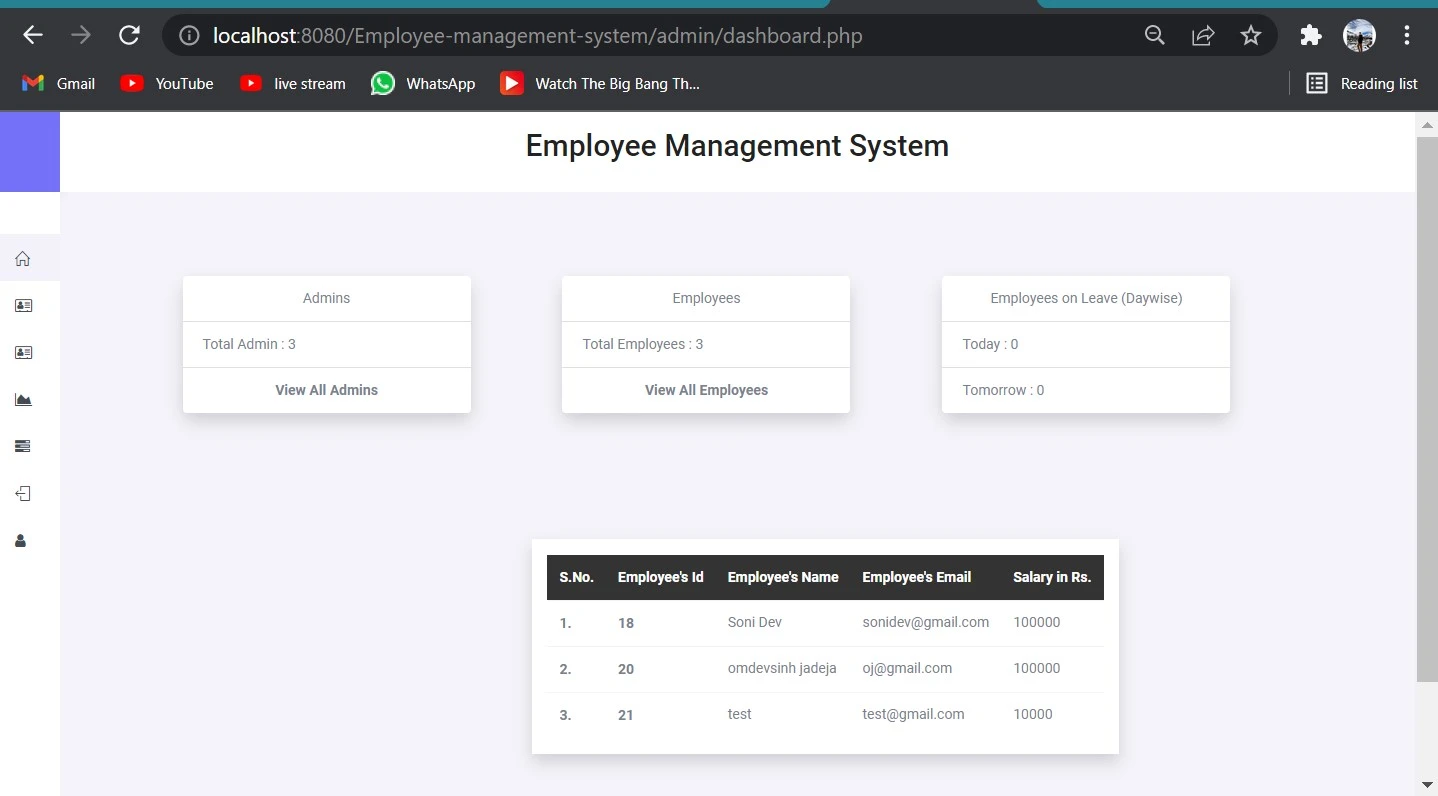 localhost:8080/Employee-management-system/admin/dashboard.php
Gmail YouTube live stream WhatsApp Watch The Big Bang Th... Reading list
Employee Management System
Admins
Total Admin : 3
View All Admins
Employees
Total Employees : 3
View All Employees
Employees on Leave (Daywise)
Today : 0
Tomorrow : 0
S.No. Employee's Id Employee's Name Employee's Email Salary in Rs.
1. 18 Soni Dev sonidev@gmail.com 100000
2. 20 omdevsinh jadeja oj@gmail.com 100000
3. 21 test test@gmail.com 10000